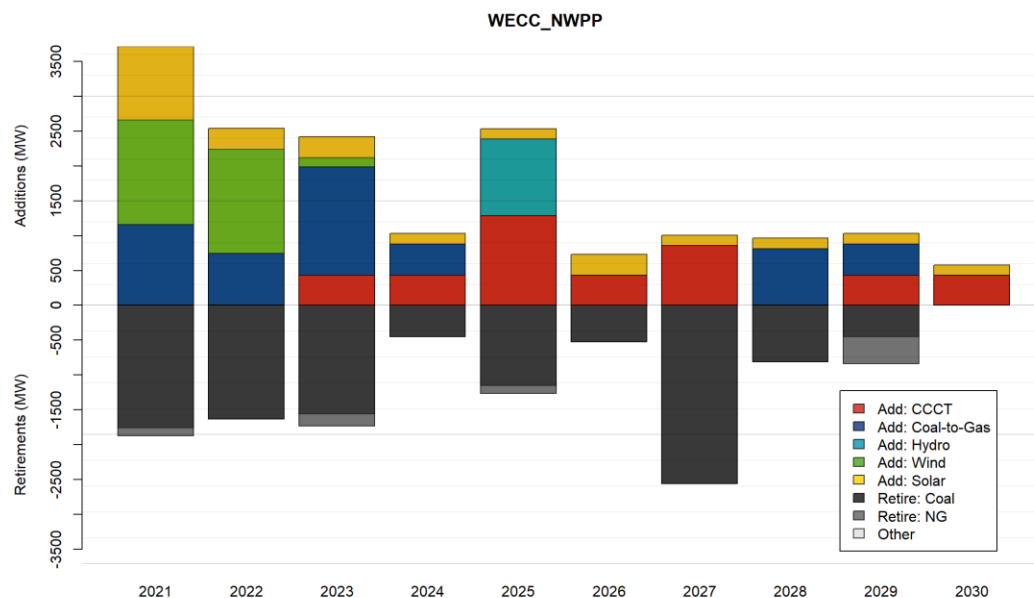 WECC_NWPP
Additions (MW)
Retirements (MW)
3500
2500
1500
500
0
-500
-1500
-2500
-3500
Add: CCCT
Add: Coal-to-Gas
Add: Hydro
Add: Wind
Add: Solar
Retire: Coal
Retire: NG
Other
2021 2022 2023 2024 2025 2026 2027 2028 2029 2030